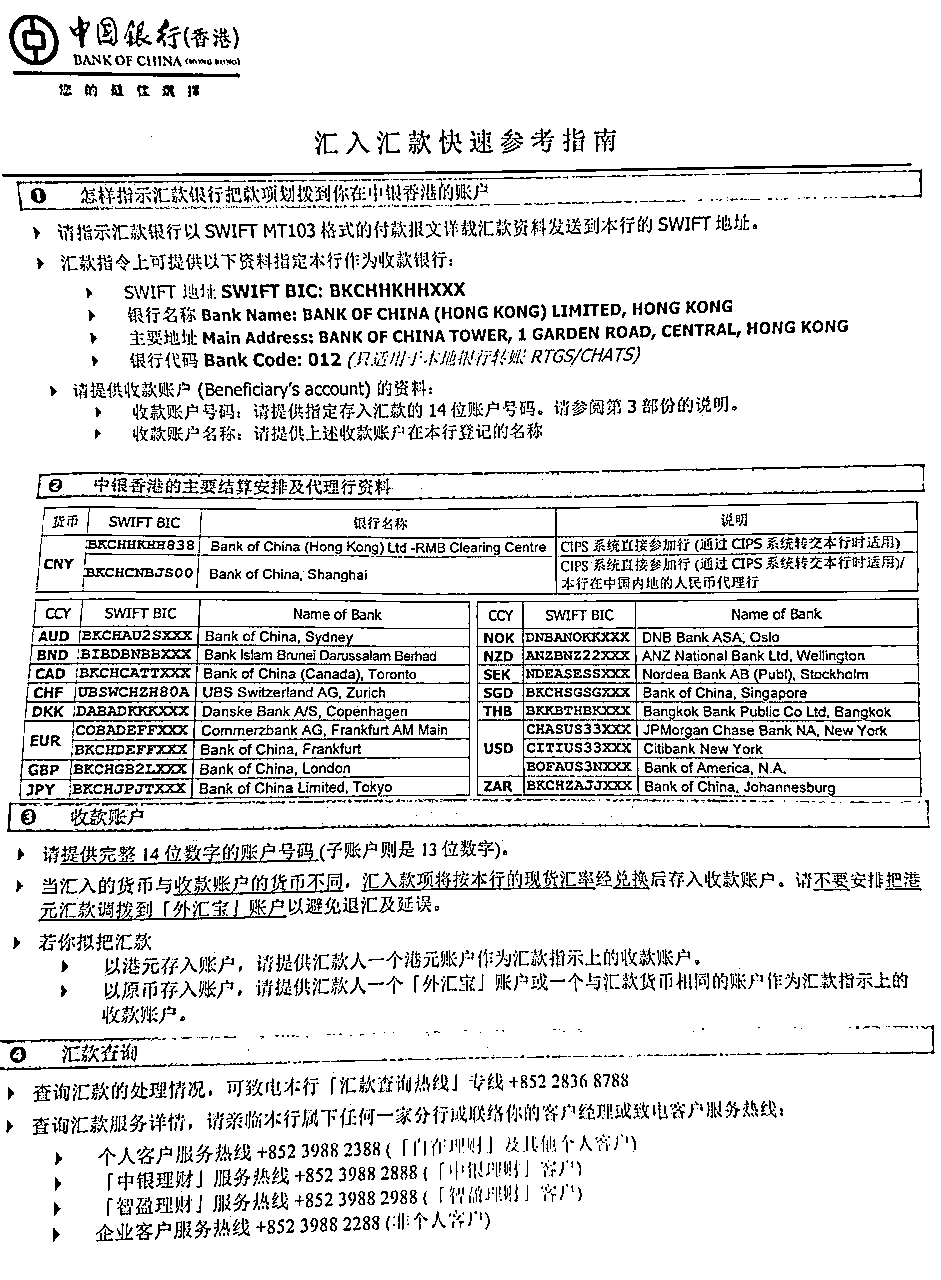 中国银行(香港)
BANK OF CHINA (HONG KONG)
您 的 最 佳 选 择
汇入汇款快速参考指南
❶ 怎样指示汇款银行把款项划拨到你在中银香港的账户
请指示汇款银行以 SWIFT MT103 格式的付款报文详载汇款资料发送到本行的 SWIFT 地址。
汇款指令上可提供以下资料指定本行作为收款银行：
SWIFT 地址 SWIFT BIC: BKCHHKHHXXX
银行名称 Bank Name: BANK OF CHINA (HONG KONG) LIMITED, HONG KONG
主要地址 Main Address: BANK OF CHINA TOWER, 1 GARDEN ROAD, CENTRAL, HONG KONG
银行代码 Bank Code: 012 (只适用于本地银行转账 RTGS/CHATS)
请提供收款账户 (Beneficiary's account) 的资料：
收款账户号码：请提供指定存入汇款的 14 位账户号码。请参阅第 3 部份的说明。
收款账户名称：请提供上述收款账户在本行登记的名称
❷ 中银香港的主要结算安排及代理行资料
货币 SWIFT BIC 银行名称 说明
CNY BKCHHKHH838 Bank of China (Hong Kong) Ltd -RMB Clearing Centre CIPS 系统直接参加行 (通过 CIPS 系统转交本行时适用)
BKCHCNBJS00 Bank of China, Shanghai CIPS 系统直接参加行 (通过 CIPS 系统转交本行时适用)/
本行在中国内地的人民币代理行
CCY SWIFT BIC Name of Bank CCY SWIFT BIC Name of Bank
AUD BKCHAU2SXXX Bank of China, Sydney NOK DNBANOKKXXX DNB Bank ASA, Oslo
BND BIBDBNBBXXX Bank Islam Brunei Darussalam Berhad NZD ANZBNZ22XXX ANZ National Bank Ltd, Wellington
CAD BKCHCATTXXX Bank of China (Canada), Toronto SEK NDEASESSXXX Nordea Bank AB (Publ), Stockholm
CHF UBSWCHZH80A UBS Switzerland AG, Zurich SGD BKCHSGSGXXX Bank of China, Singapore
DKK DABADKKKXXX Danske Bank A/S, Copenhagen THB BKKBTHBKXXX Bangkok Bank Public Co Ltd, Bangkok
EUR COBADEFFXXX Commerzbank AG, Frankfurt AM Main USD CHASUS33XXX JPMorgan Chase Bank NA, New York
BKCHDEFFXXX Bank of China, Frankfurt CITIUS33XXX Citibank New York
GBP BKCHGB2LXXX Bank of China, London BOFAUS3NXXX Bank of America, N.A.
JPY BKCHJPJTXXX Bank of China Limited, Tokyo ZAR BKCHZAJJXXX Bank of China, Johannesburg
❸ 收款账户
请提供完整 14 位数字的账户号码 (子账户则是 13 位数字)。
当汇入的货币与收款账户的货币不同，汇入款项将按本行的现货汇率经兑换后存入收款账户。请不要安排把港
元汇款调拨到「外汇宝」账户以避免退汇及延误。
若你拟把汇款
以港元存入账户，请提供汇款人一个港元账户作为汇款指示上的收款账户。
以原币存入账户，请提供汇款人一个「外汇宝」账户或一个与汇款货币相同的账户作为汇款指示上的
收款账户。
❹ 汇款查询
查询汇款的处理情况，可致电本行「汇款查询热线」专线 +852 2836 8788
查询汇款服务详情，请亲临本行属下任何一家分行或联络你的客户经理或致电客户服务热线：
个人客户服务热线 +852 3988 2388 (「自在理财」及其他个人客户)
「中银理财」服务热线 +852 3988 2888 (「中银理财」客户)
「智盈理财」服务热线 +852 3988 2988 (「智盈理财」客户)
企业客户服务热线 +852 3988 2288 (非个人客户)